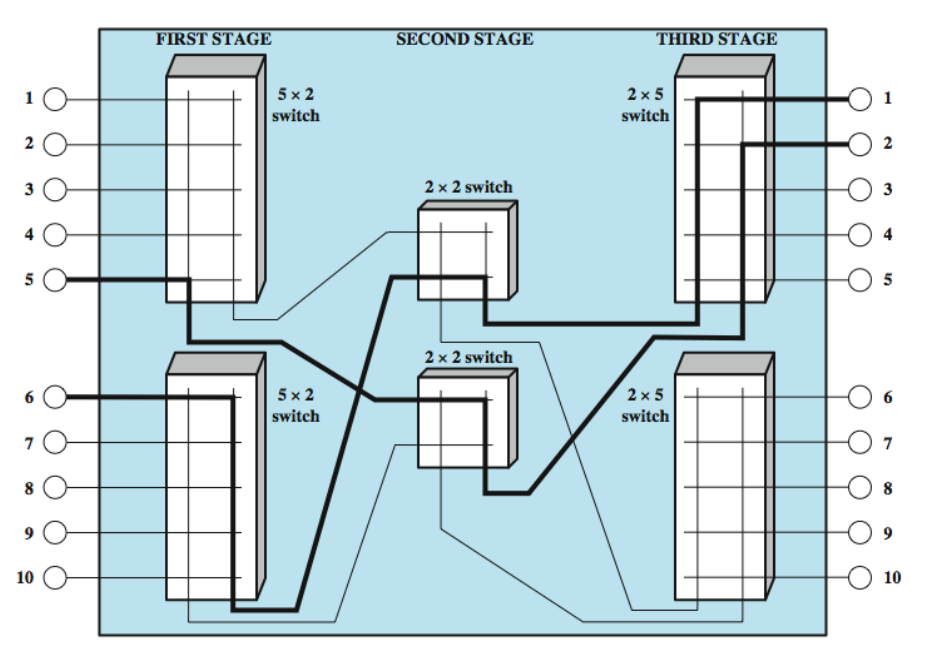 FIRST STAGE
SECOND STAGE
THIRD STAGE
5 × 2
switch
2 × 5
switch
1
1
2
2
3
3
2 × 2 switch
4
4
5
5
2 × 2 switch
5 × 2
switch
2 × 5
switch
6
6
7
7
8
8
9
9
10
10